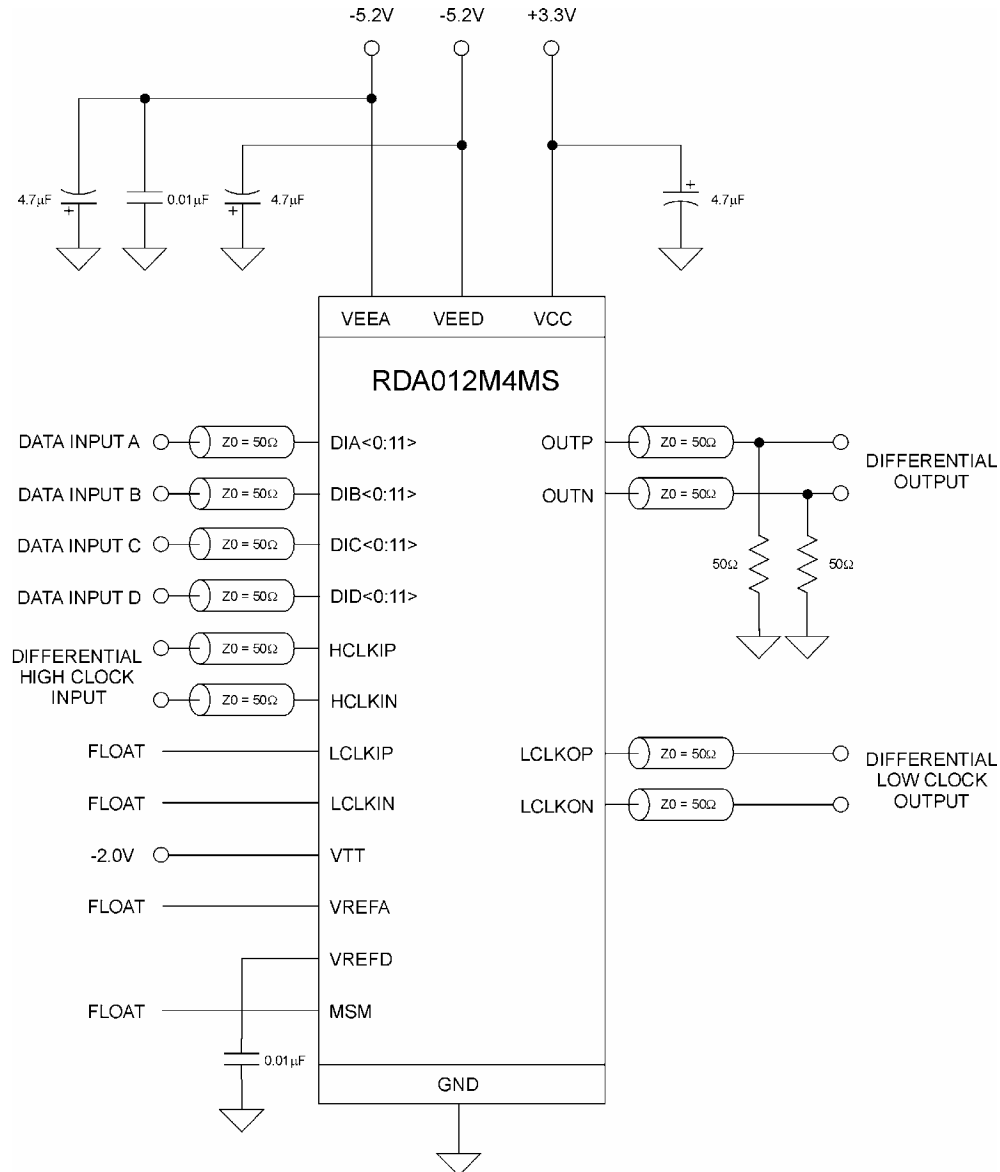 -5.2V -5.2V +3.3V
4.7µF + 0.01µF + 4.7µF + 4.7µF
VEEA VEED VCC
RDA012M4MS
DATA INPUT A Z0 = 50Ω DIA<0:11> OUTP Z0 = 50Ω
DIFFERENTIAL
OUTPUT
DATA INPUT B Z0 = 50Ω DIB<0:11> OUTN Z0 = 50Ω
DATA INPUT C Z0 = 50Ω DIC<0:11>
50Ω 50Ω
DATA INPUT D Z0 = 50Ω DID<0:11>
DIFFERENTIAL
HIGH CLOCK
INPUT
Z0 = 50Ω HCLKIP
Z0 = 50Ω HCLKIN
FLOAT LCLKIP LCLKOP Z0 = 50Ω
DIFFERENTIAL
LOW CLOCK
OUTPUT
FLOAT LCLKIN LCLKON Z0 = 50Ω
-2.0V VTT
FLOAT VREFA
VREFD
FLOAT MSM
0.01µF
GND